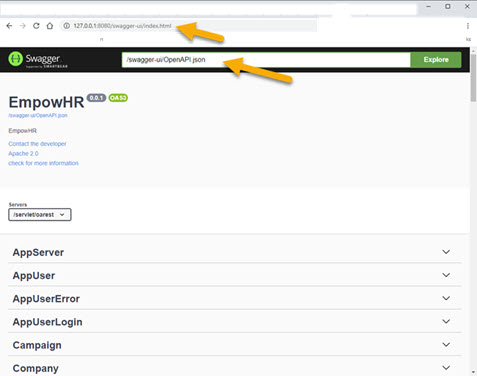 127.0.0.1:8080/swagger-ui/index.html
Swagger
Supported by SMARTBEAR
/swagger-ui/OpenAPI.json
Explore
EmpowHR 0.0.1 OAS3
/swagger-ui/OpenAPI.json
EmpowHR
Contact the developer
Apache 2.0
check for more information
Servers
/servlet/oarest
AppServer
AppUser
AppUserError
AppUserLogin
Campaign
Company